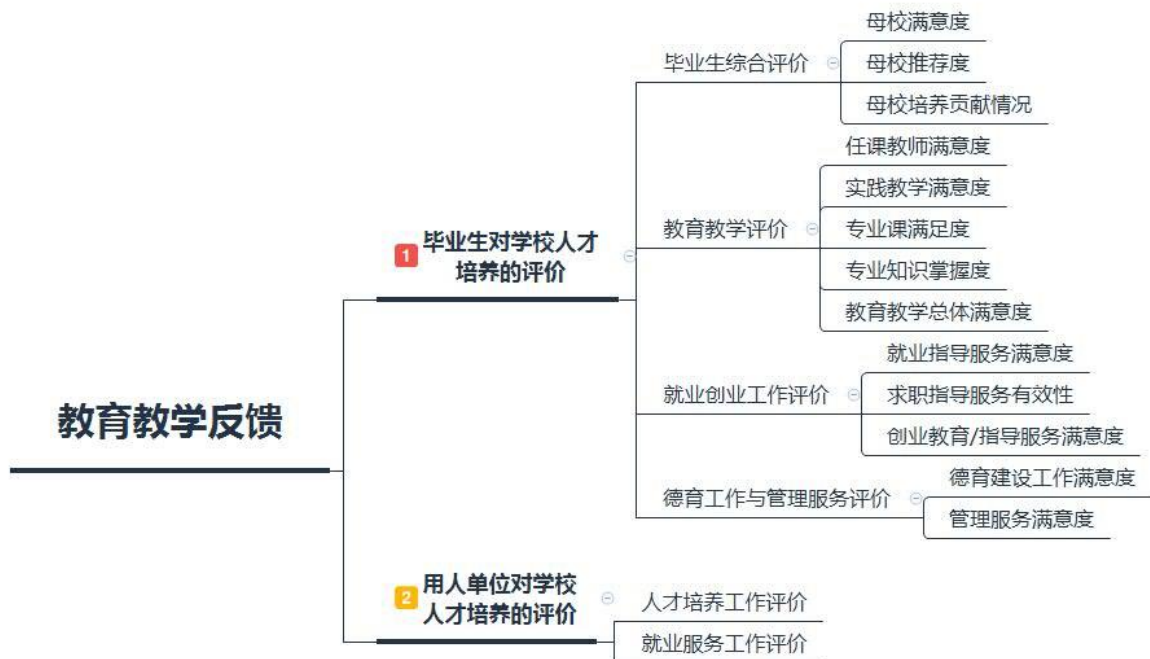 教育教学反馈
1
毕业生对学校人才
培养的评价
毕业生综合评价
母校满意度
母校推荐度
母校培养贡献情况
教育教学评价
任课教师满意度
实践教学满意度
专业课满足度
专业知识掌握度
教育教学总体满意度
就业创业工作评价
就业指导服务满意度
求职指导服务有效性
创业教育/指导服务满意度
德育工作与管理服务评价
德育建设工作满意度
管理服务满意度
2
用人单位对学校
人才培养的评价
人才培养工作评价
就业服务工作评价